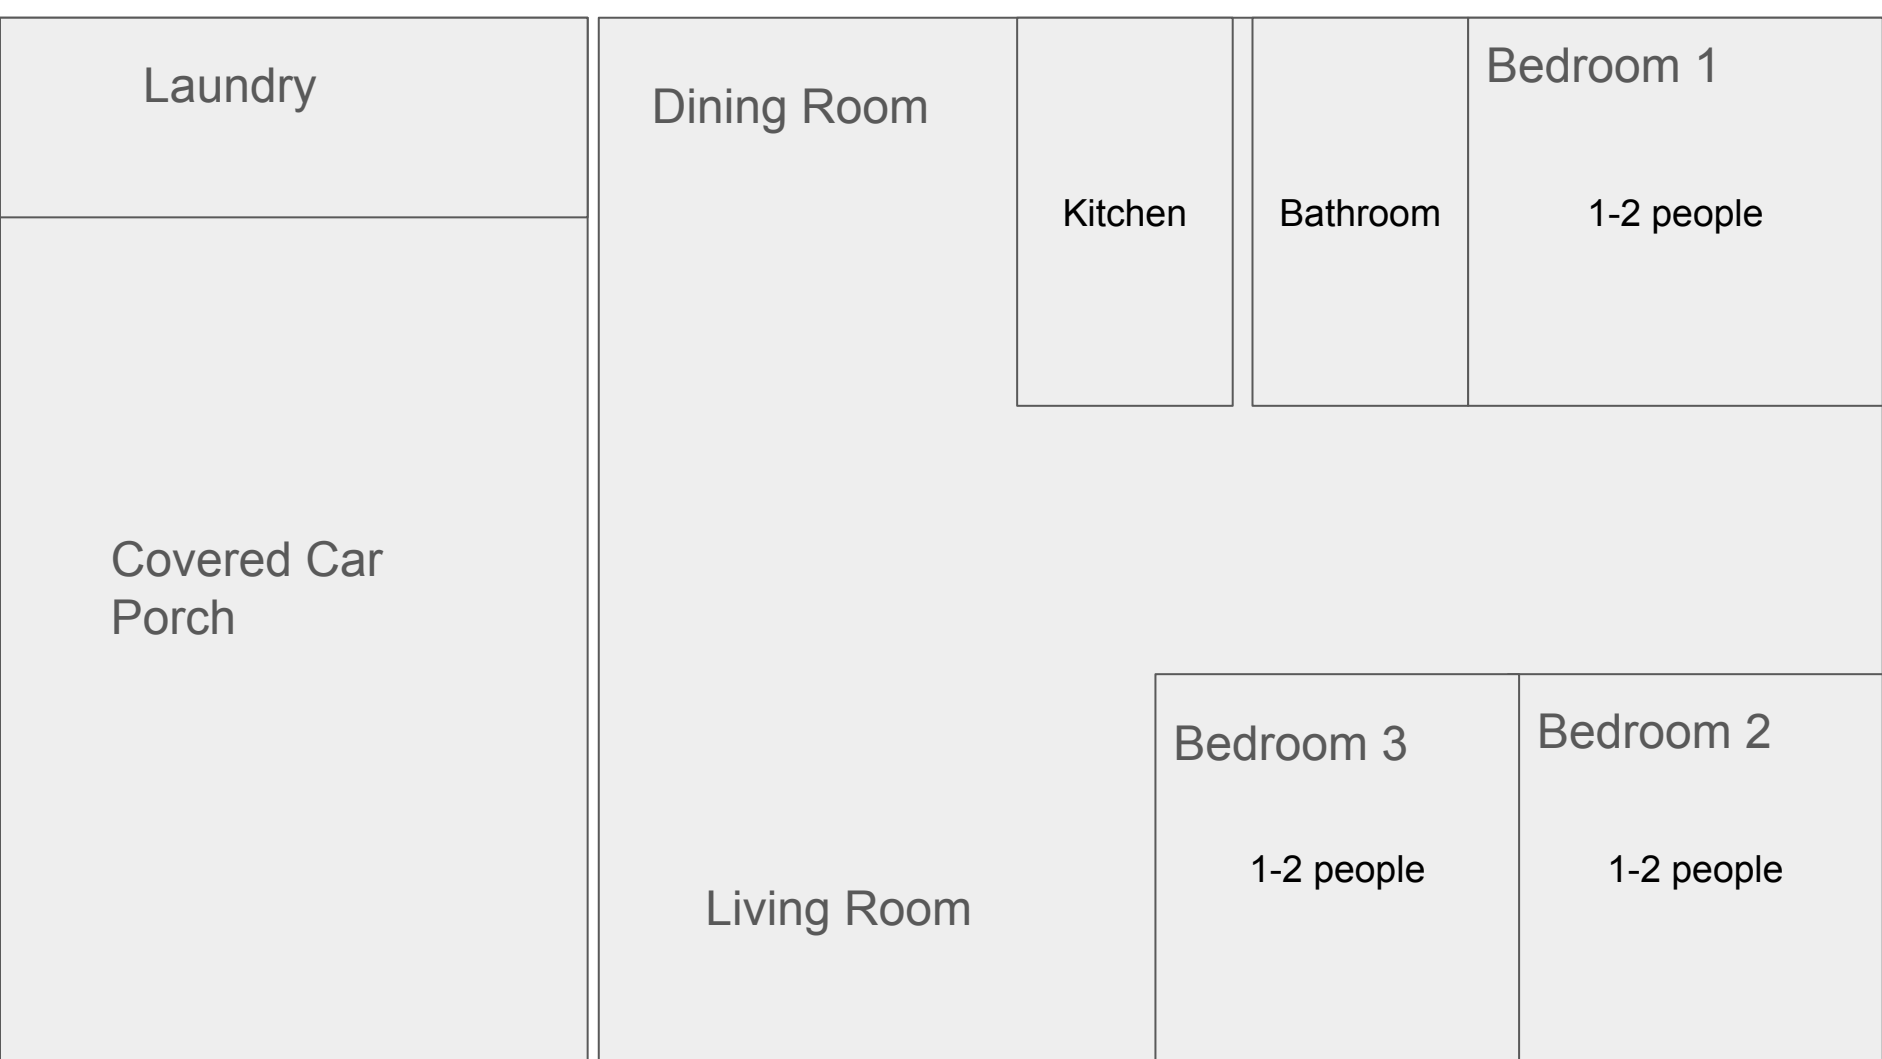 Laundry
Dining Room
Kitchen
Bathroom
Bedroom 1
1-2 people
Covered Car
Porch
Living Room
Bedroom 3
1-2 people
Bedroom 2
1-2 people